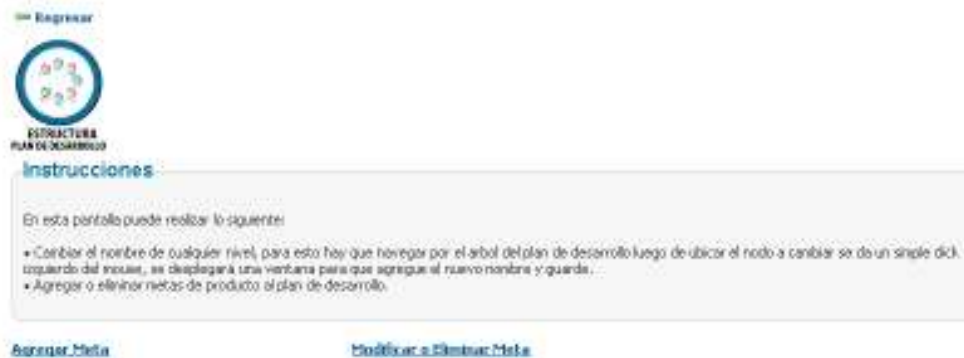 Regresar
ESTRUCTURA
PLAN DE DESARROLLO
Instrucciones
En esta pantalla puede realizar lo siguiente:
• Cambiar el nombre de cualquier nivel, para esto hay que navegar por el arbol del plan de desarrollo luego de ubicar el nodo a cambiar se da un simple click
izquierdo del mouse, se desplegará una ventana para que agregue el nuevo nombre y guarde.
• Agregar o eliminar metas de producto al plan de desarrollo.
Agregar Meta
Modificar o Eliminar Meta